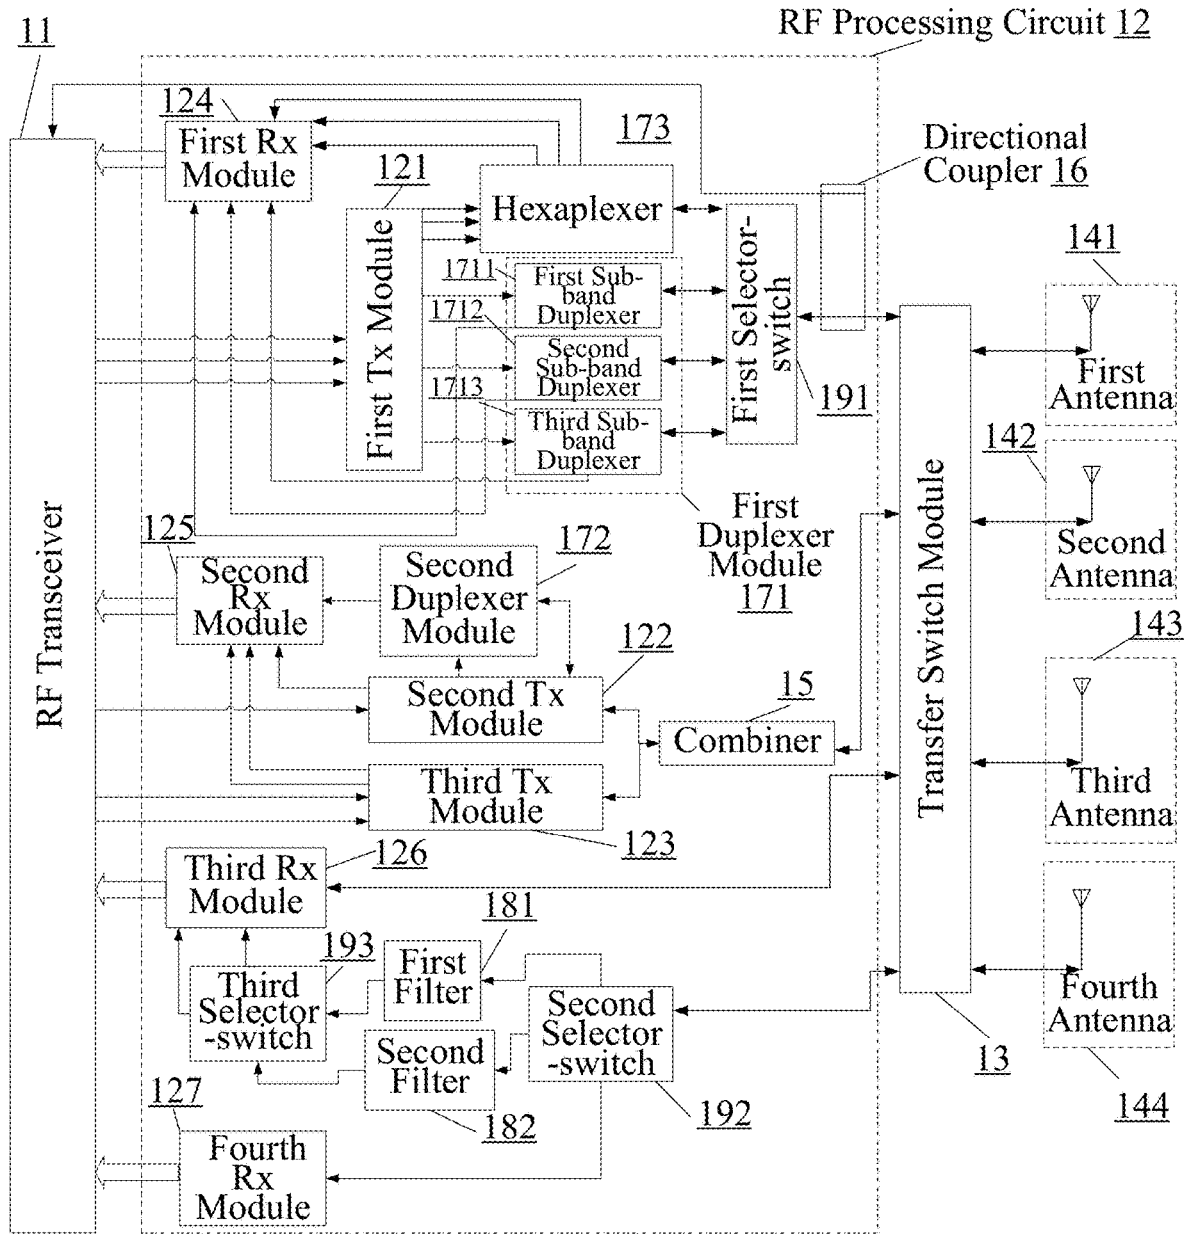 RF Processing Circuit 12
11
124
First Rx
Module
173
Directional
Coupler 16
121
Hexaplexer
First Tx Module
1711
First Sub-
band
Duplexer
1712
Second
Sub-band
Duplexer
1713
Third Sub-
band
Duplexer
First Selector-
switch
191
141
First
Antenna
142
Second
Antenna
First
Duplexer
Module
171
RF Transceiver
125
Second
Rx
Module
172
Second
Duplexer
Module
122
Second Tx
Module
15
Combiner
Transfer Switch Module
143
Third
Antenna
Third Tx
Module
123
126
Third Rx
Module
181
193
First
Filter
Third
Selector
-switch
Second
Selector
-switch
Second
Filter
182
192
13
Fourth
Antenna
144
127
Fourth
Rx
Module